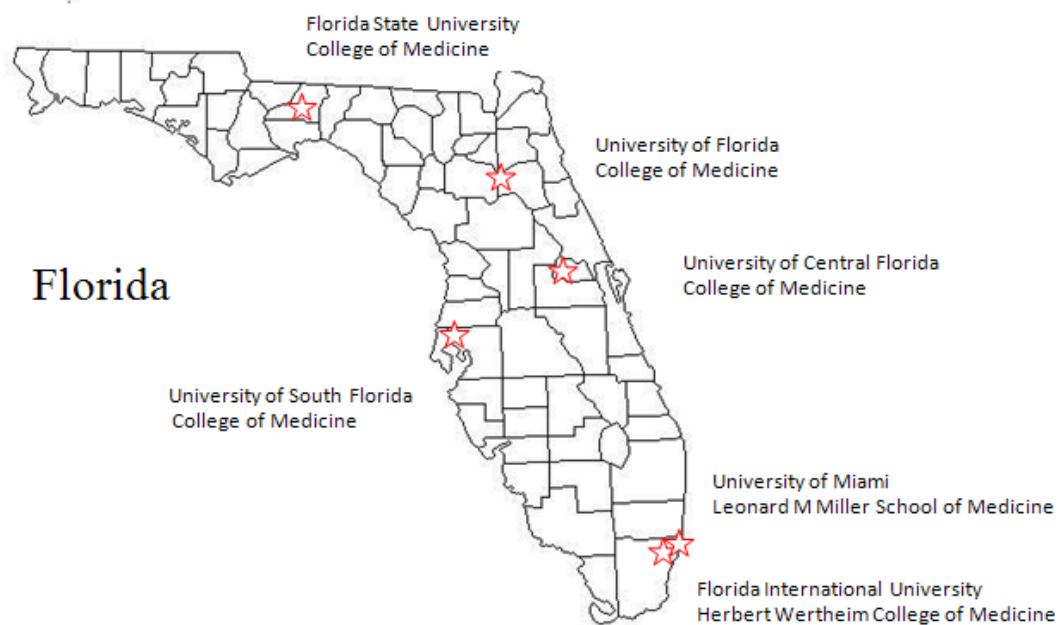 Florida State University
College of Medicine
University of Florida
College of Medicine
Florida
University of Central Florida
College of Medicine
University of South Florida
College of Medicine
University of Miami
Leonard M Miller School of Medicine
Florida International University
Herbert Wertheim College of Medicine